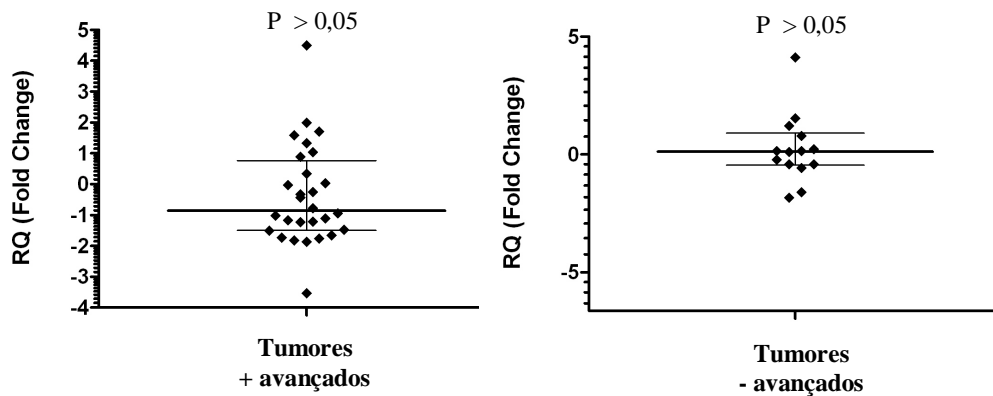 P > 0,05
RQ (Fold Change)
5
4
3
2
1
0
-1
-2
-3
-4
Tumores
+ avançados
P > 0,05
RQ (Fold Change)
5
0
-5
Tumores
- avançados